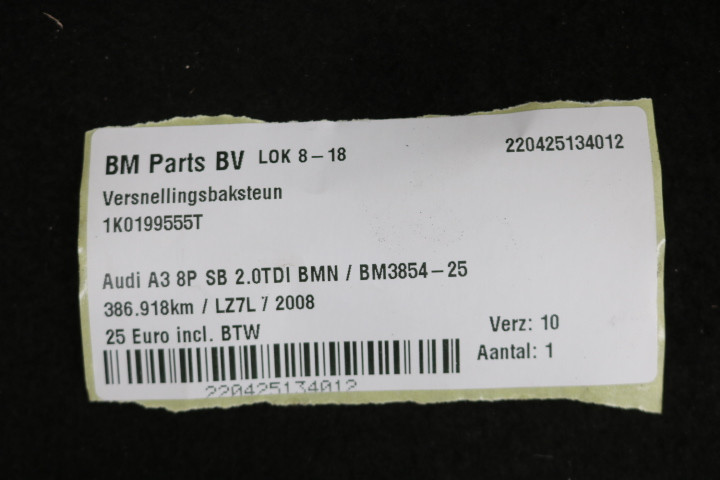 BM Parts BV LOK 8-18 220425134012
Versnellingsbaksteun
1K0199555T
Audi A3 8P SB 2.0TDI BMN / BM3854-25
386.918km / LZ7L / 2008
25 Euro incl. BTW Verz: 10
Aantal: 1
220425134012